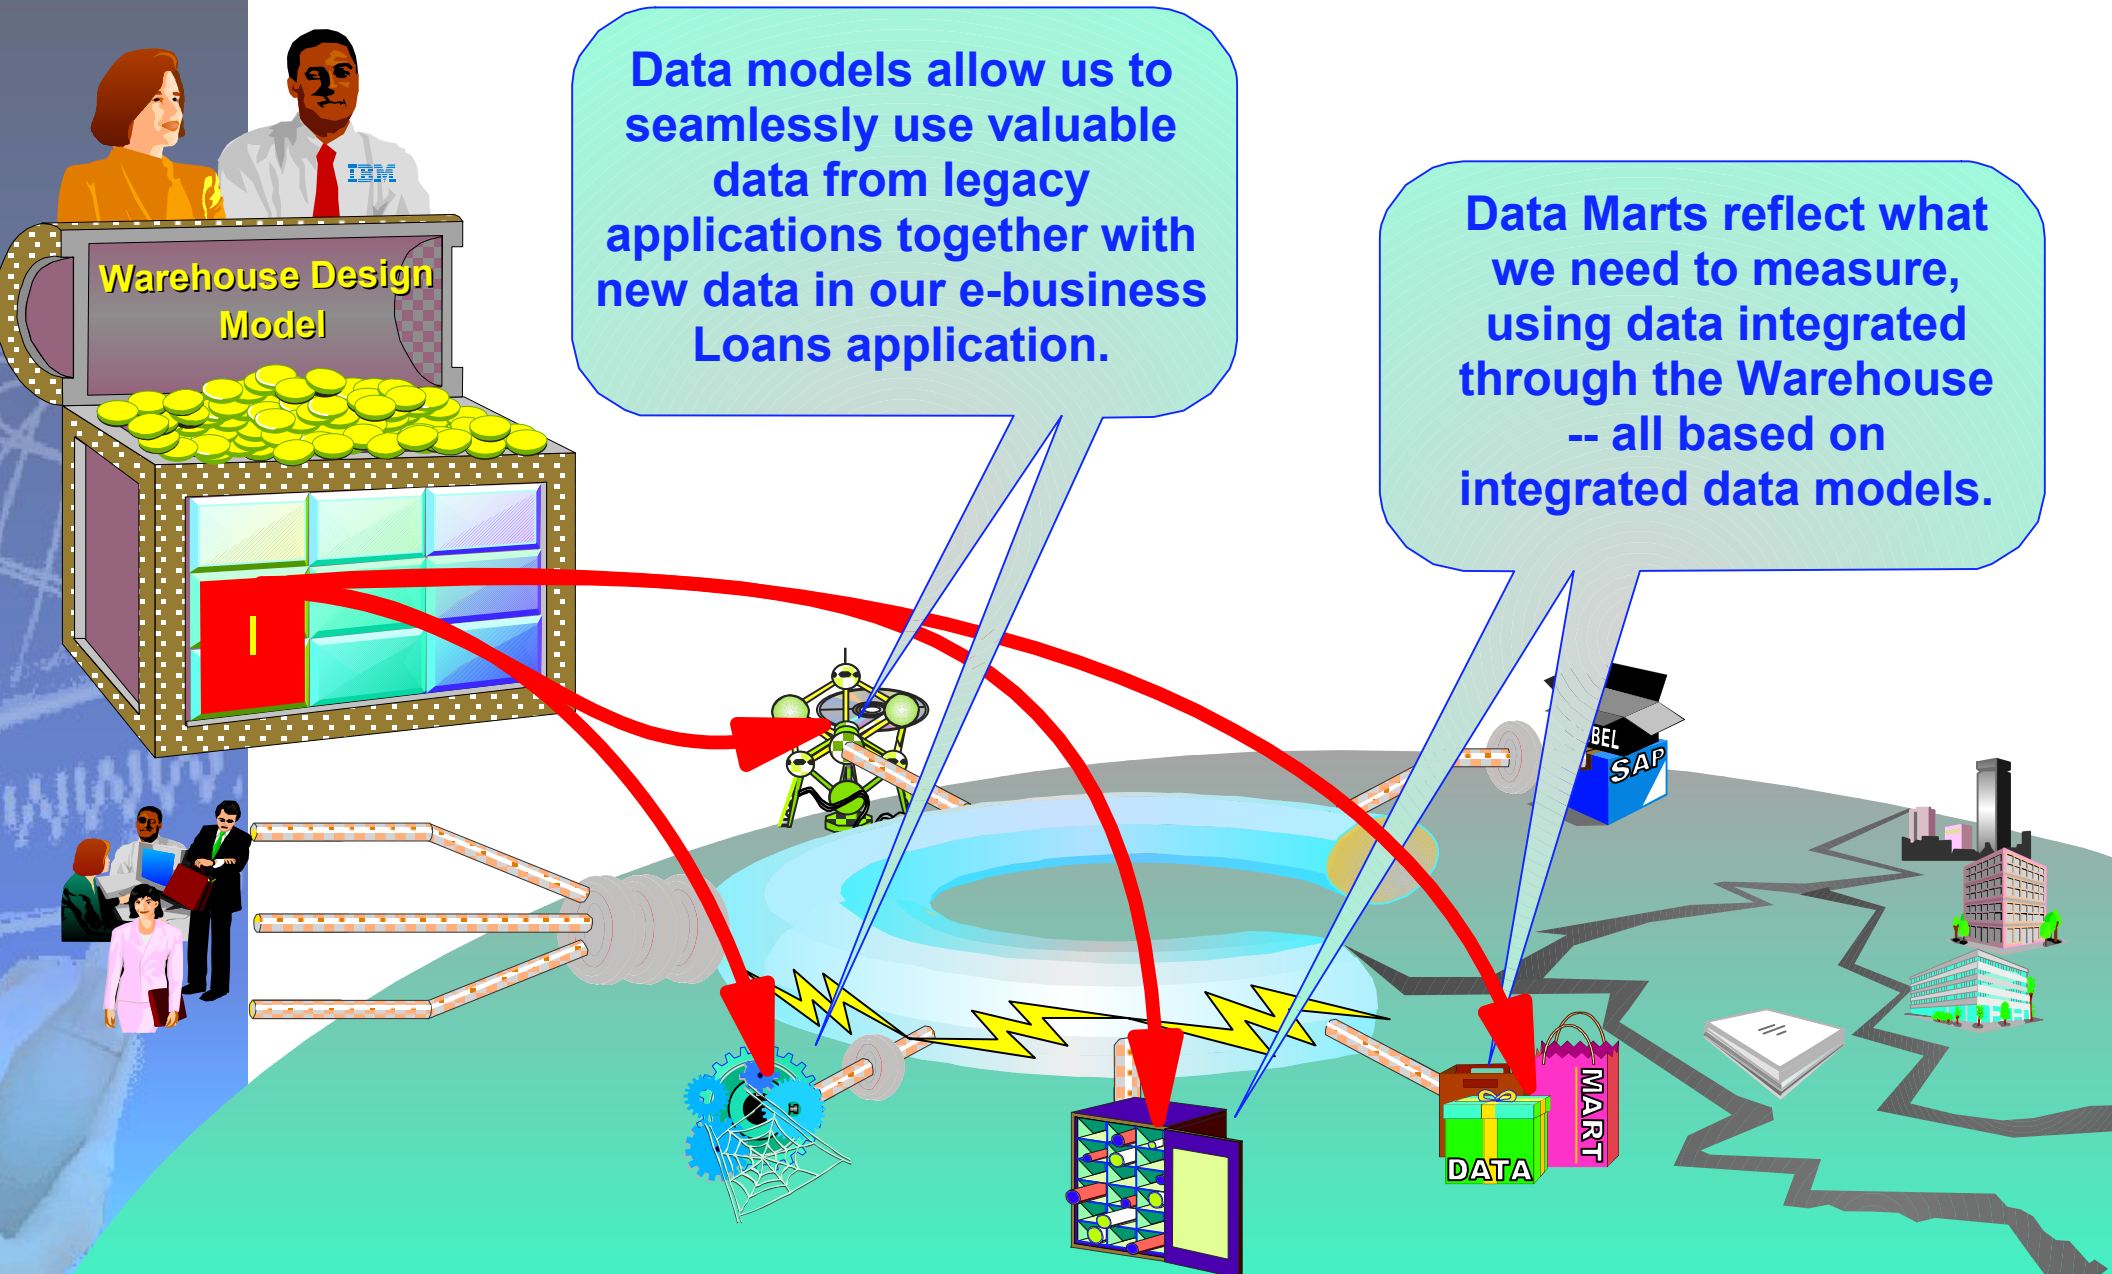 IBM
Warehouse Design
Model
Data models allow us to
seamlessly use valuable
data from legacy
applications together with
new data in our e-business
Loans application.
Data Marts reflect what
we need to measure,
using data integrated
through the Warehouse
-- all based on
integrated data models.
BEL
SAP
MART
DATA